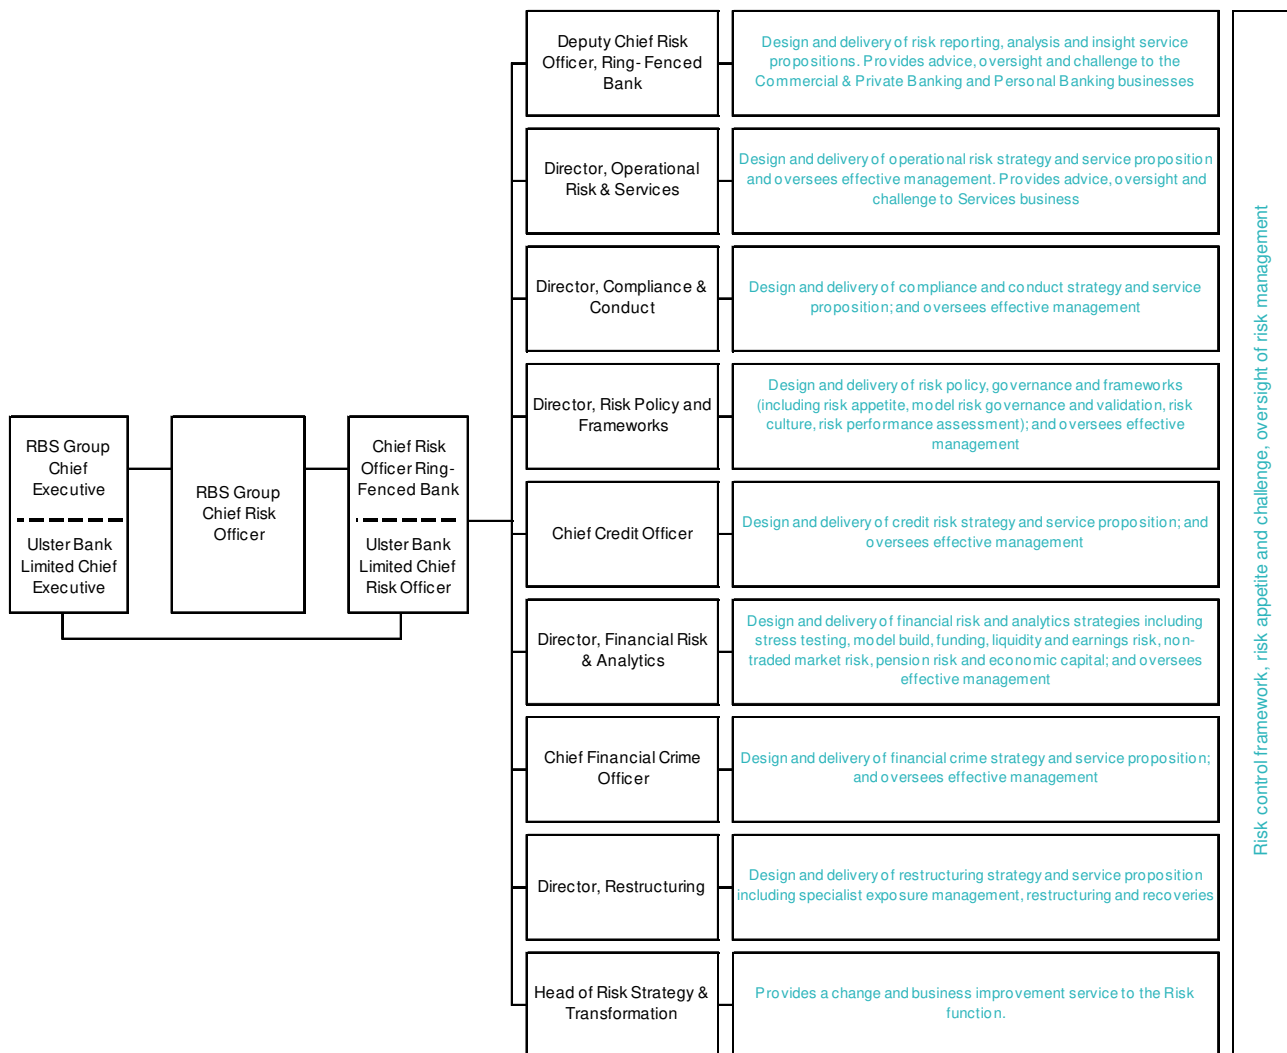 RBS Group
Chief
Executive
Ulster Bank
Limited Chief
Executive
RBS Group
Chief Risk
Officer
Chief Risk
Officer Ring-
Fenced Bank
Ulster Bank
Limited Chief
Risk Officer
Deputy Chief Risk
Officer, Ring-Fenced
Bank
Design and delivery of risk reporting, analysis and insight service
propositions. Provides advice, oversight and challenge to the
Commercial & Private Banking and Personal Banking businesses
Director, Operational
Risk & Services
Design and delivery of operational risk strategy and service proposition
and oversees effective management. Provides advice, oversight and
challenge to Services business
Director, Compliance &
Conduct
Design and delivery of compliance and conduct strategy and service
proposition; and oversees effective management
Director, Risk Policy and
Frameworks
Design and delivery of risk policy, governance and frameworks
(including risk appetite, model risk governance and validation, risk
culture, risk performance assessment); and oversees effective
management
Chief Credit Officer
Design and delivery of credit risk strategy and service proposition; and
oversees effective management
Director, Financial Risk
& Analytics
Design and delivery of financial risk and analytics strategies including
stress testing, model build, funding, liquidity and earnings risk, non-
traded market risk, pension risk and economic capital; and oversees
effective management
Chief Financial Crime
Officer
Design and delivery of financial crime strategy and service proposition;
and oversees effective management
Director, Restructuring
Design and delivery of restructuring strategy and service proposition
including specialist exposure management, restructuring and recoveries
Head of Risk Strategy &
Transformation
Provides a change and business improvement service to the Risk
function.
Risk control framework, risk appetite and challenge, oversight of risk management